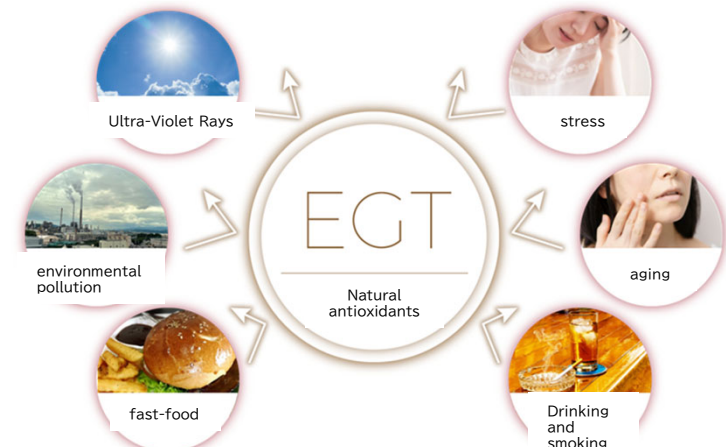 Ultra-Violet Rays
stress
EGT
Natural
antioxidants
environmental
pollution
aging
fast-food
Drinking
and
smoking